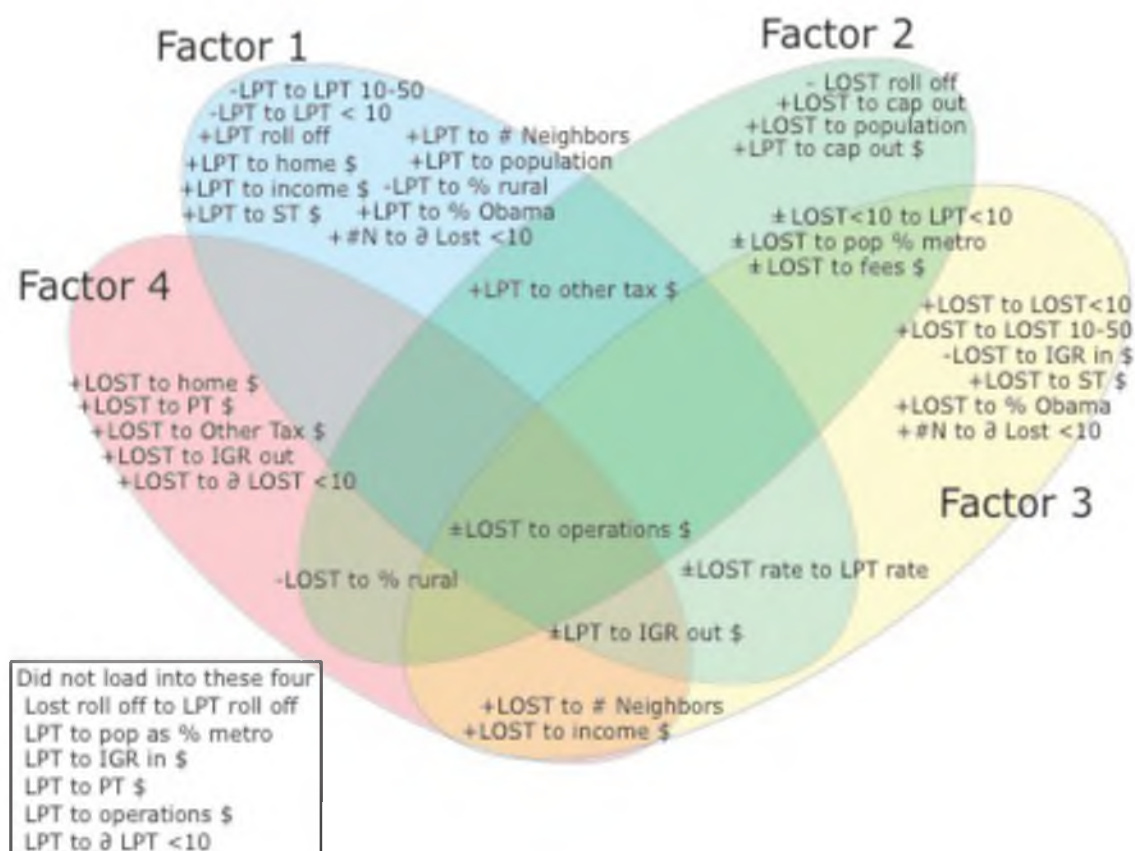 Factor 1
-LPT to LPT 10-50
-LPT to LPT < 10
+LPT roll off
+LPT to # Neighbors
+LPT to home $
+LPT to population
+LPT to income $
-LPT to % rural
+LPT to ST $
+LPT to % Obama
+#N to ∂ Lost <10
Factor 2
- LOST roll off
+LOST to cap out
+LOST to population
+LPT to cap out $
± LOST<10 to LPT<10
± LOST to pop % metro
± LOST to fees $
+LPT to other tax $
Factor 4
+LOST to home $
+LOST to PT $
+LOST to Other Tax $
+LOST to IGR out
+LOST to ∂ LOST <10
+LOST to LOST<10
+LOST to LOST 10-50
-LOST to IGR in $
+LOST to ST $
+LOST to % Obama
+#N to ∂ Lost <10
Factor 3
±LOST to operations $
-LOST to % rural
±LOST rate to LPT rate
±LPT to IGR out $
+LOST to # Neighbors
+LOST to income $
Did not load into these four
Lost roll off to LPT roll off
LPT to pop as % metro
LPT to IGR in $
LPT to PT $
LPT to operations $
LPT to ∂ LPT <10